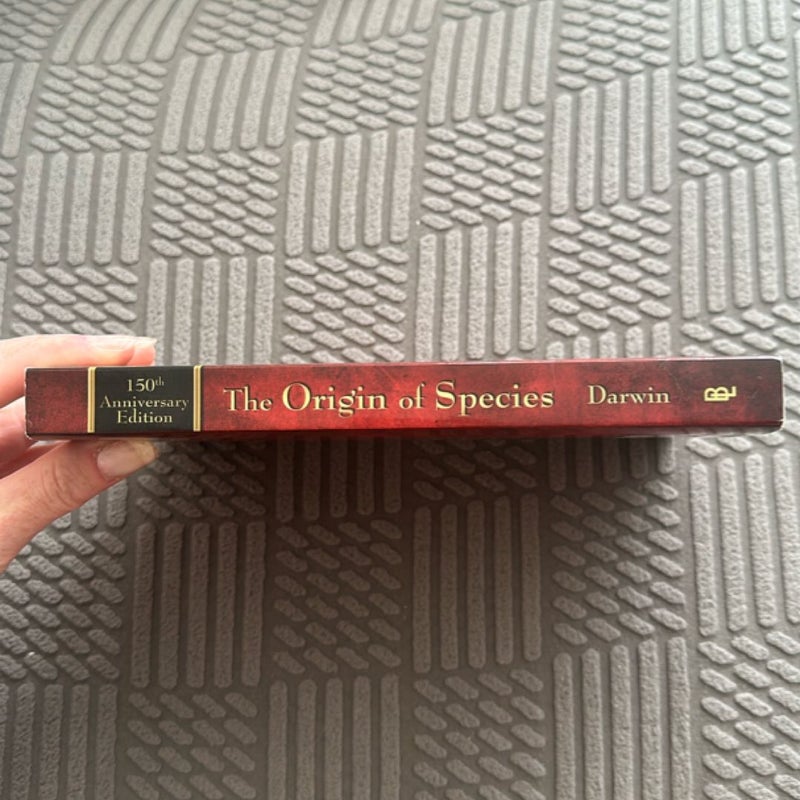 150th
Anniversary
Edition
The Origin of Species
Darwin